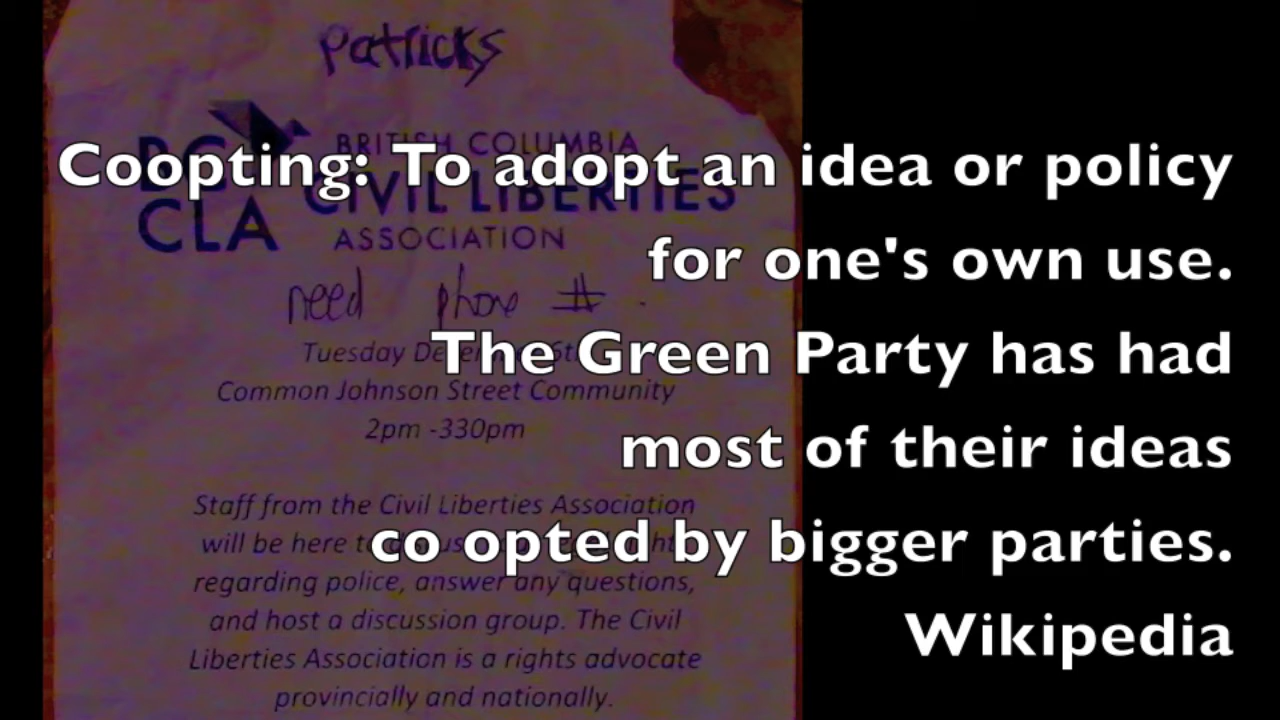 Patricks
BC
CLA
BRITISH COLUMBIA
CIVIL LIBERTIES
ASSOCIATION
Coopting: To adopt an idea or policy
for one's own use.
The Green Party has had
most of their ideas
co opted by bigger parties.
Wikipedia
need phone #
Tuesday
Common Johnson Street Community
2pm -330pm
Staff from the Civil Liberties Association
will be here
regarding police, answer any questions,
and host a discussion group. The Civil
Liberties Association is a rights advocate
provincially and nationally.